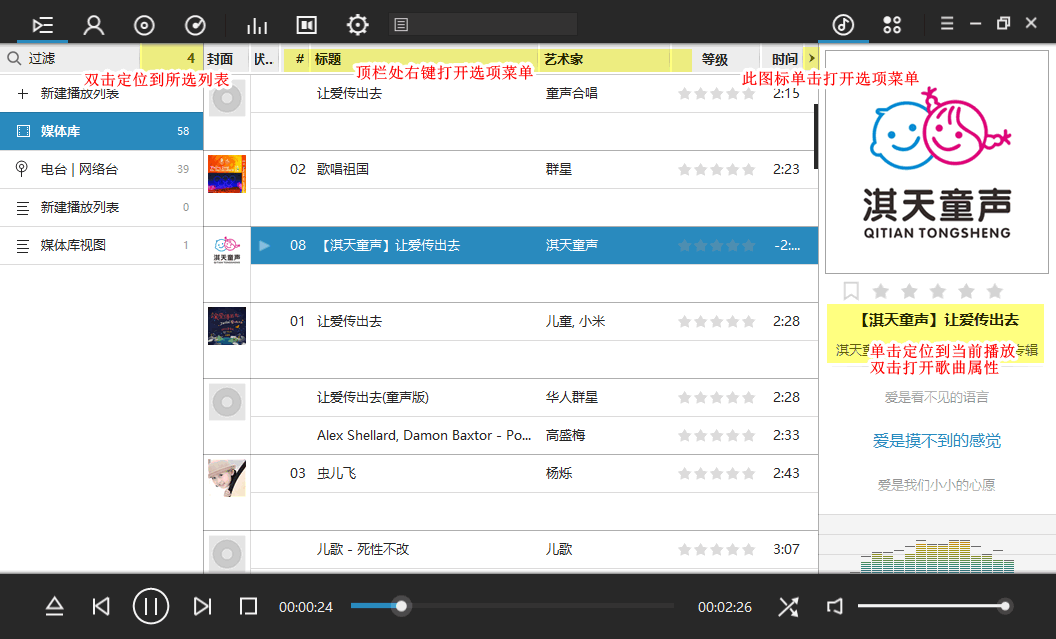 过滤 4
双击定位到所选列表
新建播放列表
媒体库 58
电台 | 网络台 39
新建播放列表 0
媒体库视图 1
封面 状.. # 标题 艺术家 等级 时间
顶栏处右键打开选项菜单
此图标单击打开选项菜单
让爱传出去 童声合唱 2:15
02 歌唱祖国 群星 2:23
08 【淇天童声】让爱传出去 淇天童声 -2:...
01 让爱传出去 儿童, 小米 2:28
让爱传出去(童声版) 华人群星 2:28
Alex Shellard, Damon Baxtor - Po... 高盛梅 2:33
03 虫儿飞 杨烁 2:43
儿歌 - 死性不改 儿歌 3:07
淇天童声
QITIAN TONGSHENG
【淇天童声】让爱传出去
淇天 专辑
单击定位到当前播放
双击打开歌曲属性
爱是看不见的语言
爱是摸不到的感觉
爱是我们小小的心愿
00:00:24 00:02:26